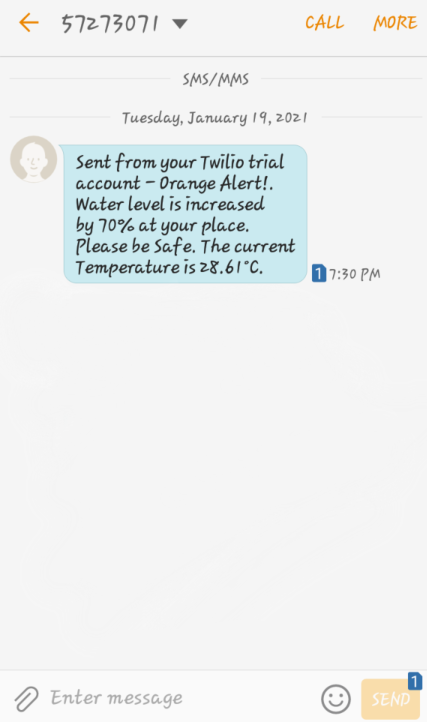 57273071
CALL
MORE
SMS/MMS
Tuesday, January 19, 2021
Sent from your Twilio trial
account - Orange Alert!.
Water level is increased
by 70% at your place.
Please be Safe. The current
Temperature is 28.61°C.
1 7:30 PM
Enter message
SEND
1